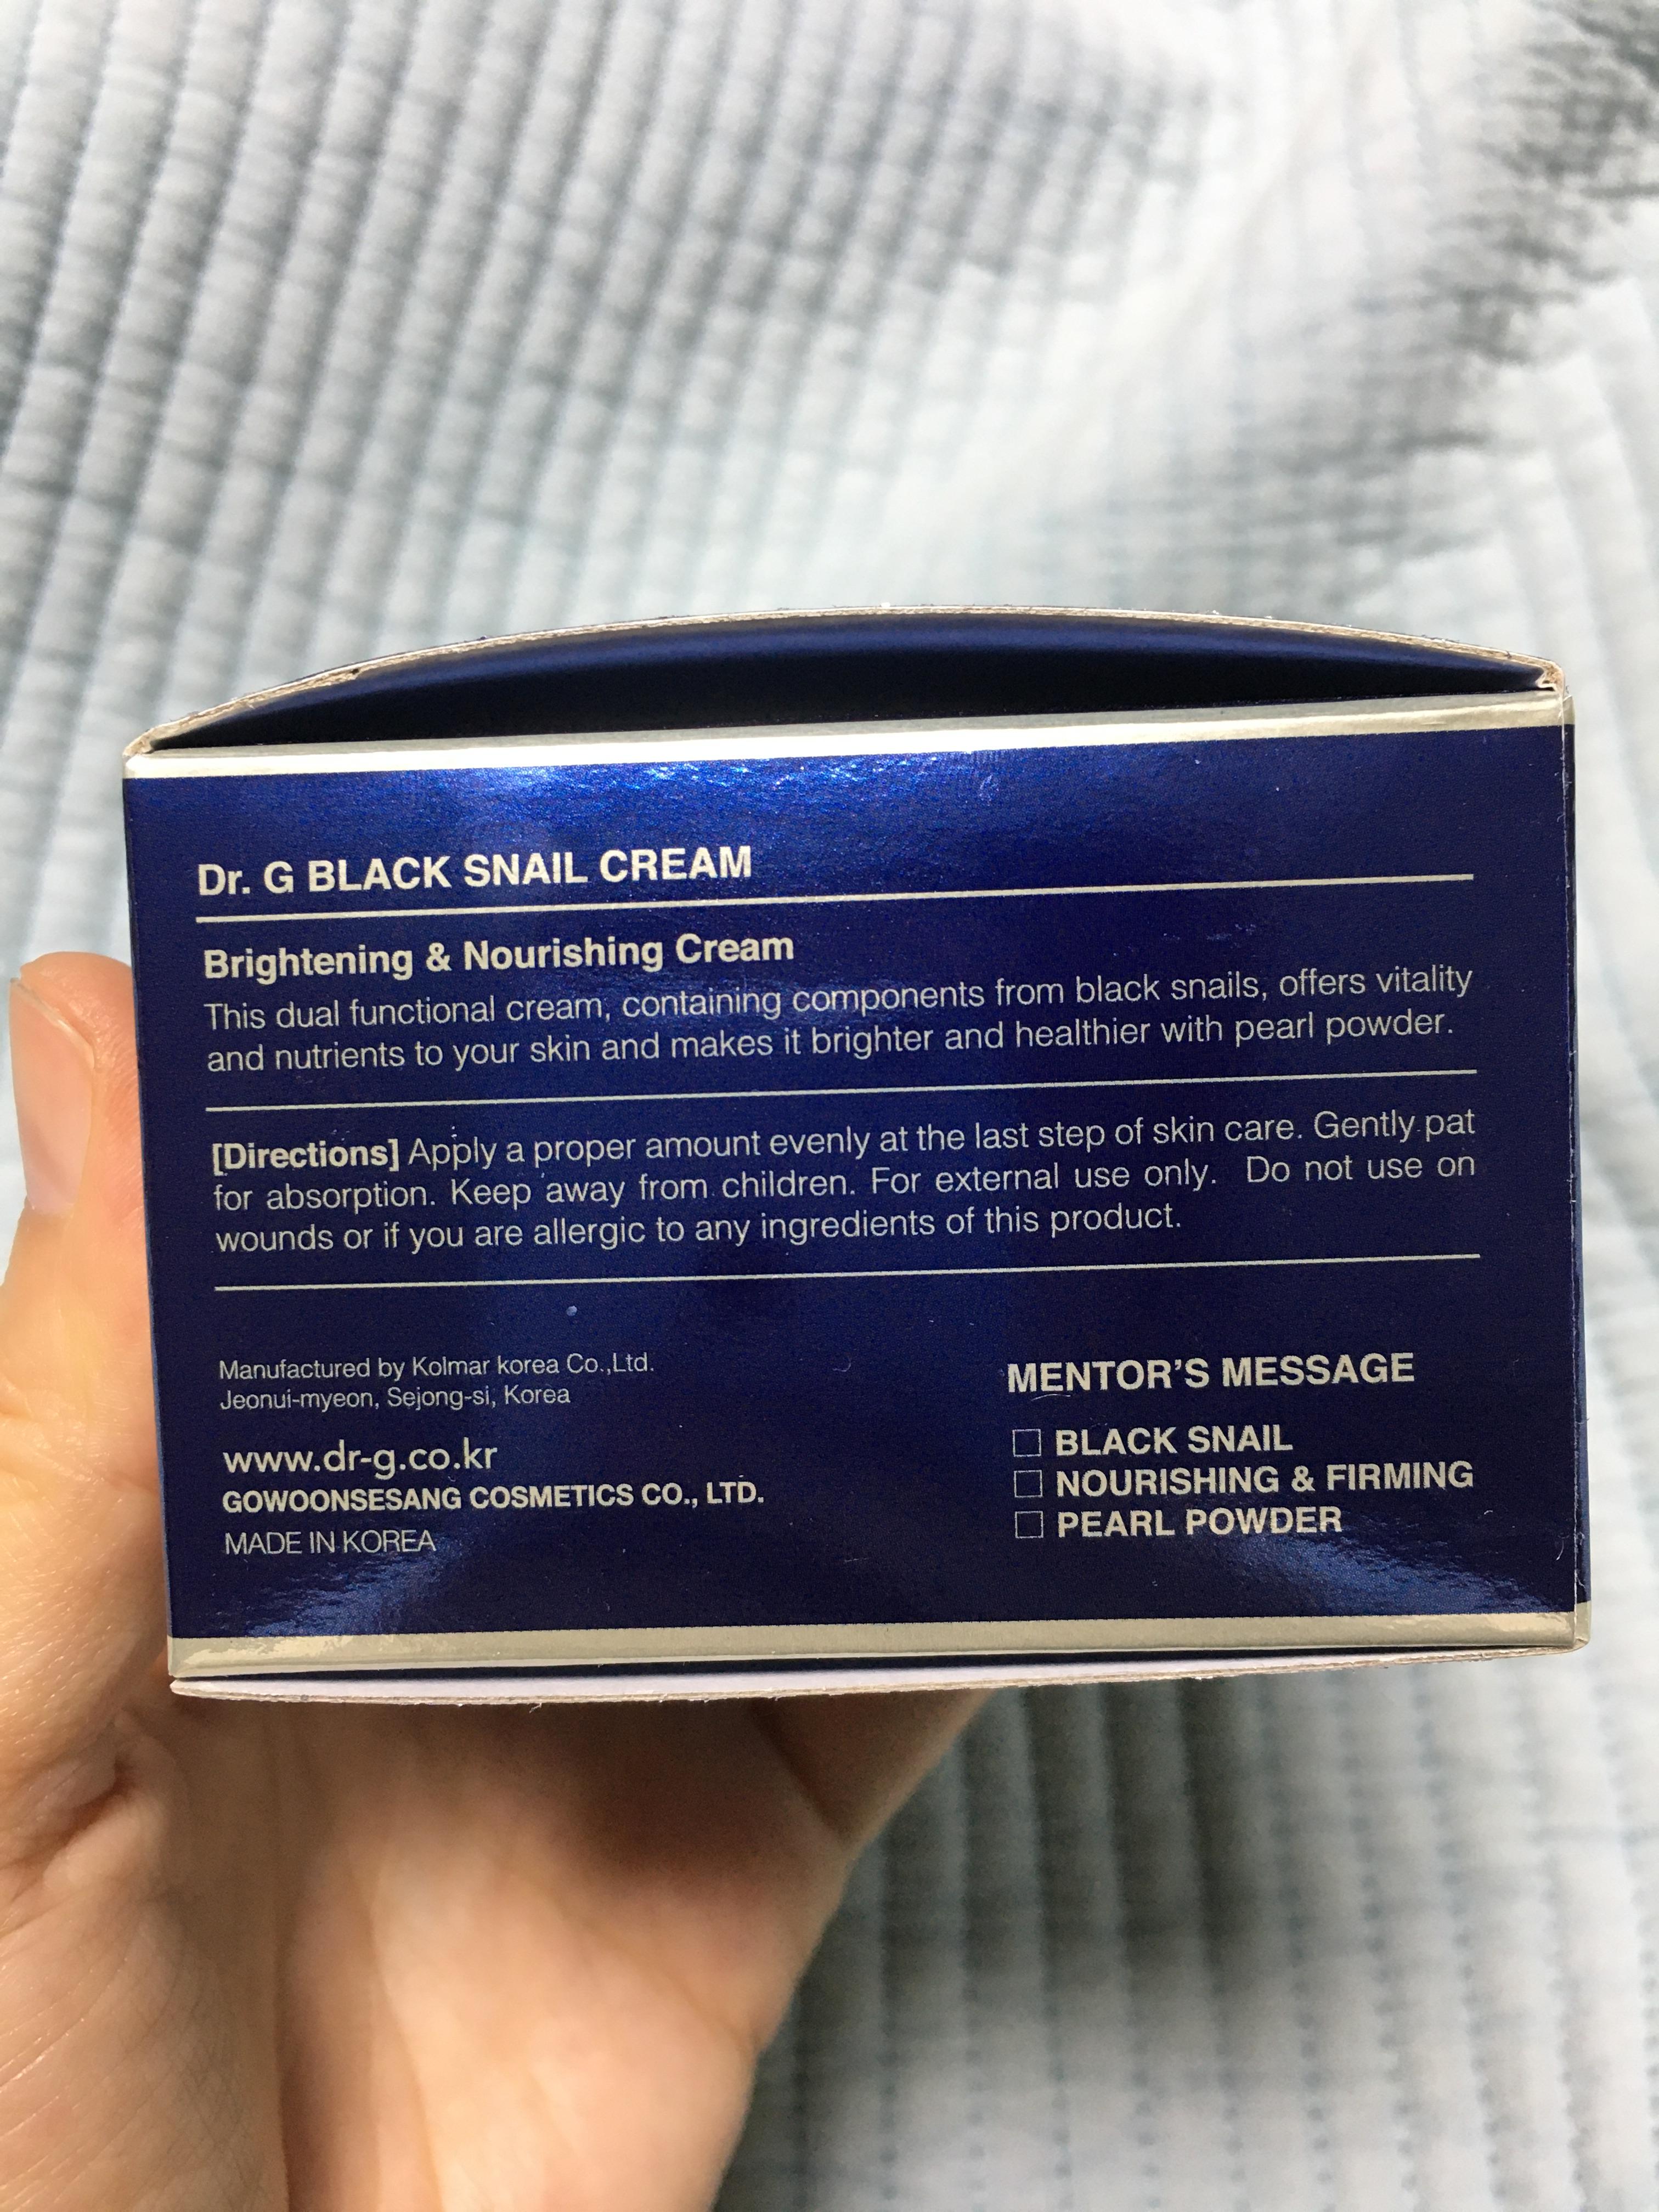 Dr. G BLACK SNAIL CREAM
Brightening & Nourishing Cream
This dual functional cream, containing components from black snails, offers vitality
and nutrients to your skin and makes it brighter and healthier with pearl powder.
[Directions] Apply a proper amount evenly at the last step of skin care. Gently pat
for absorption. Keep away from children. For external use only. Do not use on
wounds or if you are allergic to any ingredients of this product.
Manufactured by Kolmar korea Co.,Ltd.
Jeonui-myeon, Sejong-si, Korea
www.dr-g.co.kr
GOWOONSESANG COSMETICS CO., LTD.
MADE IN KOREA
MENTOR'S MESSAGE
☐ BLACK SNAIL
☐ NOURISHING & FIRMING
☐ PEARL POWDER